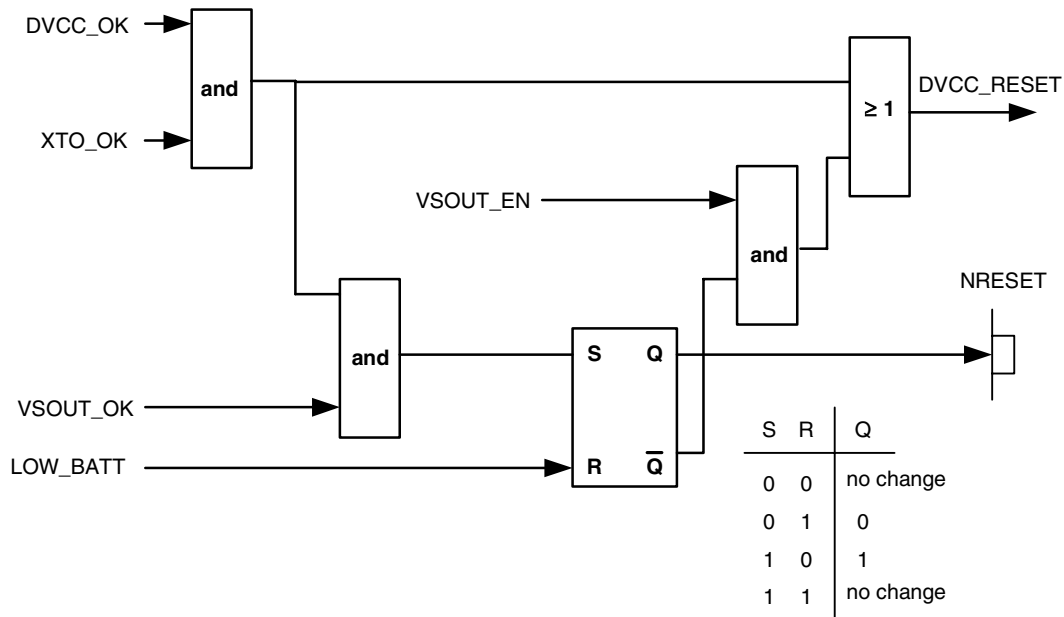 DVCC_OK
and
XTO_OK
≥ 1
DVCC_RESET
VSOUT_EN
and
NRESET
and
VSOUT_OK
LOW_BATT
S Q
R Q̅
S R Q
0 0 no change
0 1 0
1 0 1
1 1 no change